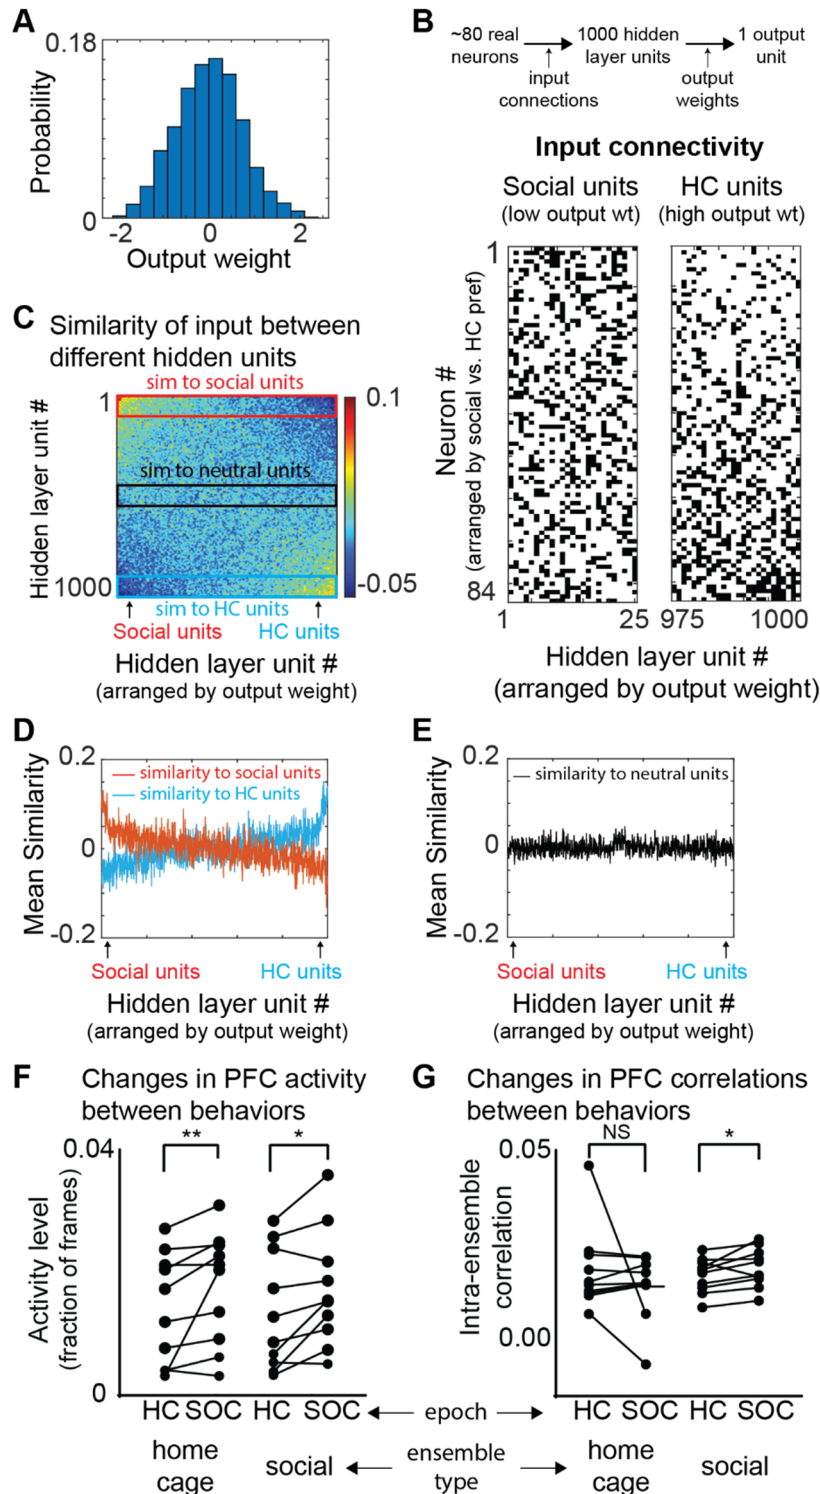 A
0.18
Probability
0
-2
0
2
Output weight
B
~80 real
neurons
1000 hidden
layer units
1 output
unit
input
connections
output
weights
Input connectivity
Social units
(low output wt)
HC units
(high output wt)
1
Neuron #
(arranged by social vs. HC pref)
84
1
25
975
1000
Hidden layer unit #
(arranged by output weight)
C
Similarity of input between
different hidden units
sim to social units
1
0.1
Hidden layer unit #
sim to neutral units
1000
-0.05
sim to HC units
Social units
HC units
Hidden layer unit #
(arranged by output weight)
D
0.2
similarity to social units
similarity to HC units
Mean Similarity
0
-0.2
Social units
HC units
Hidden layer unit #
(arranged by output weight)
E
0.2
similarity to neutral units
Mean Similarity
0
-0.2
Social units
HC units
Hidden layer unit #
(arranged by output weight)
F
Changes in PFC activity
between behaviors
0.04
**
*
Activity level
(fraction of frames)
0
HC SOC HC SOC
home
cage
social
G
Changes in PFC correlations
between behaviors
0.05
NS
*
Intra-ensemble
correlation
0.00
HC SOC HC SOC
home
cage
social
epoch
ensemble
type